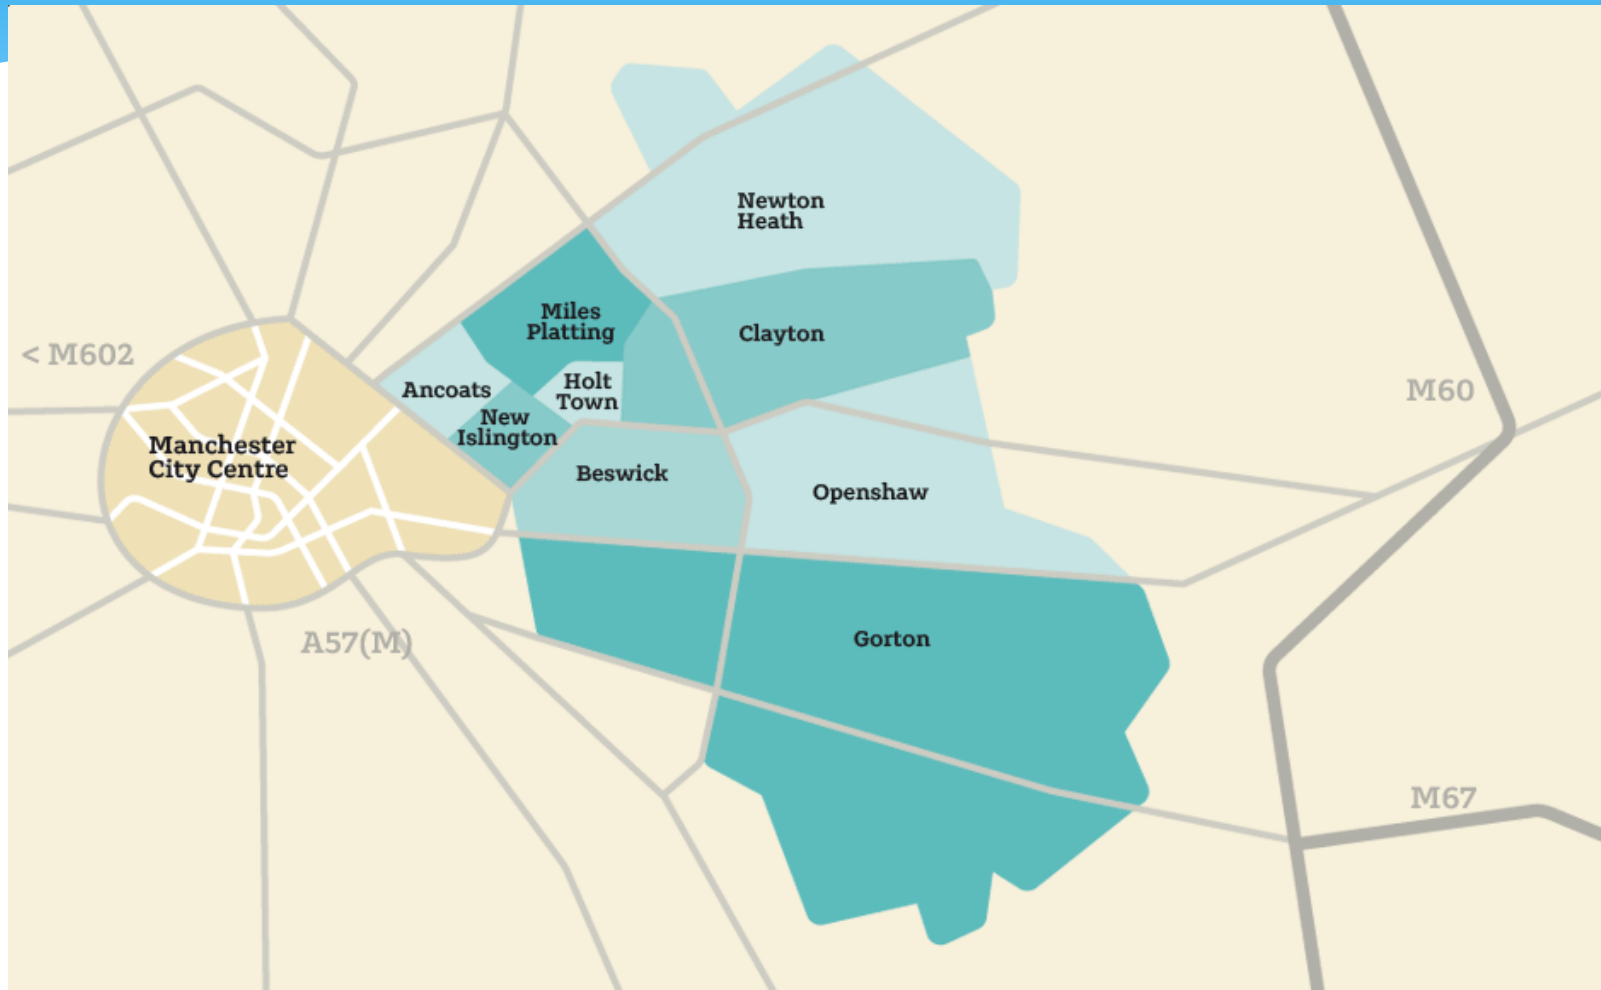 Newton
Heath
Miles
Platting
Clayton
< M602
Ancoats
Holt
Town
M60
New
Islington
Manchester
City Centre
Beswick
Openshaw
A57(M)
Gorton
M67